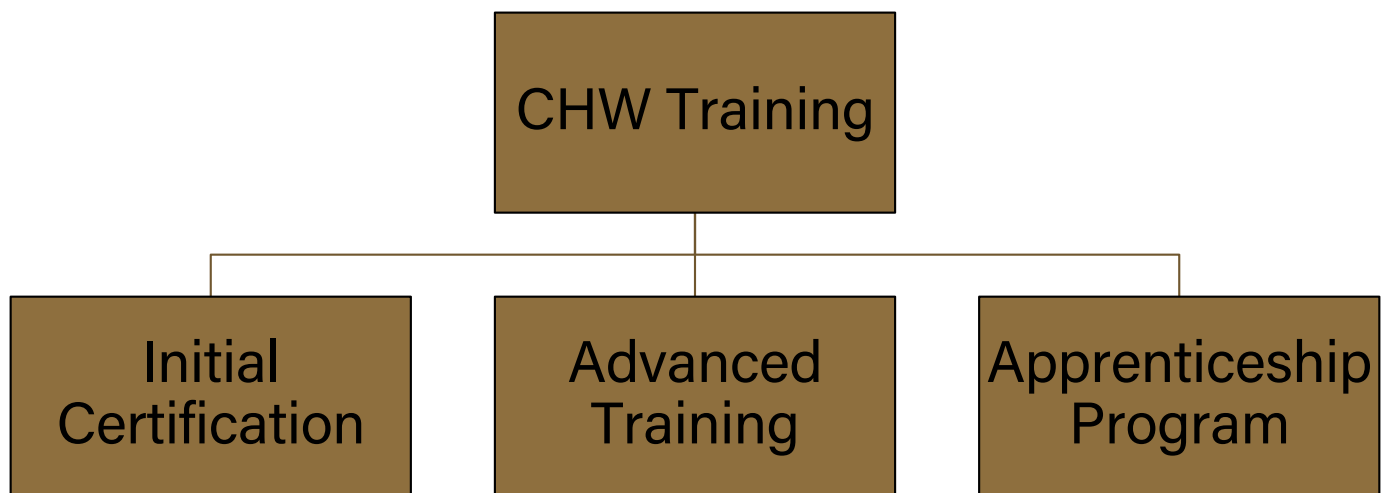 CHW Training
Initial
Certification
Advanced
Training
Apprenticeship
Program